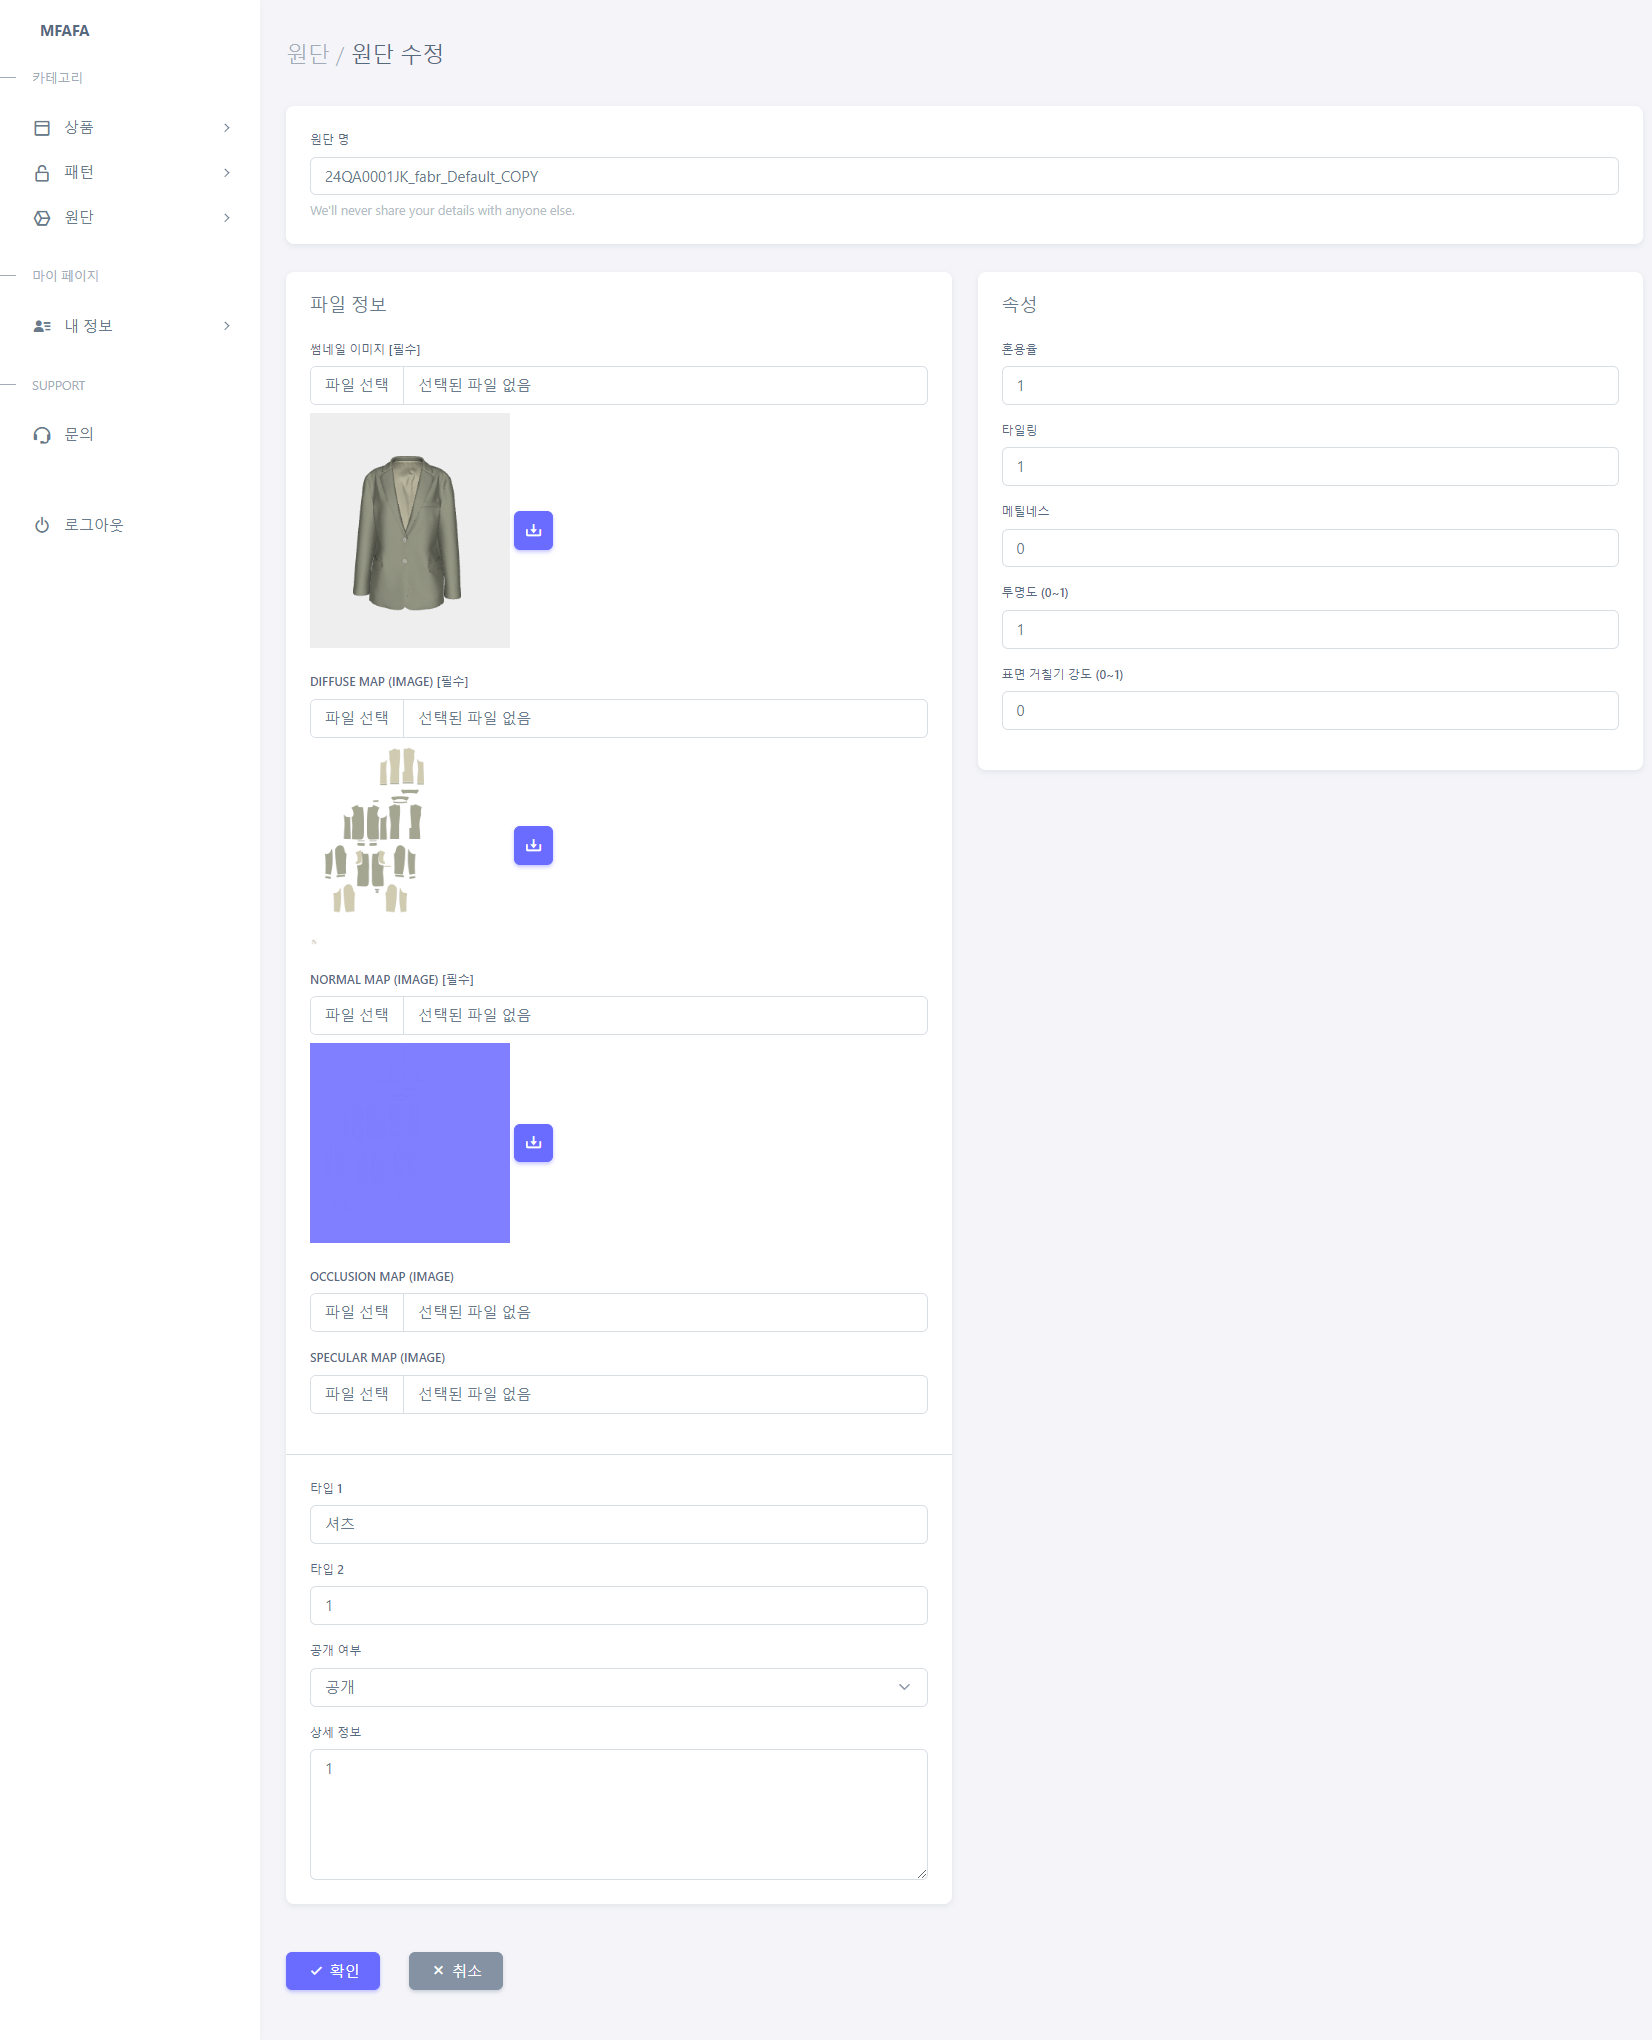 MFAFA
카테고리
상품
패턴
원단
마이 페이지
내 정보
SUPPORT
문의
로그아웃
원단 / 원단 수정
원단 명
24QA0001JK_fabr_Default_COPY
We'll never share your details with anyone else.
파일 정보
썸네일 이미지 [필수]
파일 선택 선택된 파일 없음
DIFFUSE MAP (IMAGE) [필수]
파일 선택 선택된 파일 없음
NORMAL MAP (IMAGE) [필수]
파일 선택 선택된 파일 없음
OCCLUSION MAP (IMAGE)
파일 선택 선택된 파일 없음
SPECULAR MAP (IMAGE)
파일 선택 선택된 파일 없음
타입 1
셔츠
타입 2
1
공개 여부
공개
상세 정보
1
속성
혼용율
1
타일링
1
메틸네스
0
투명도 (0~1)
1
표면 거칠기 강도 (0~1)
0
확인
취소